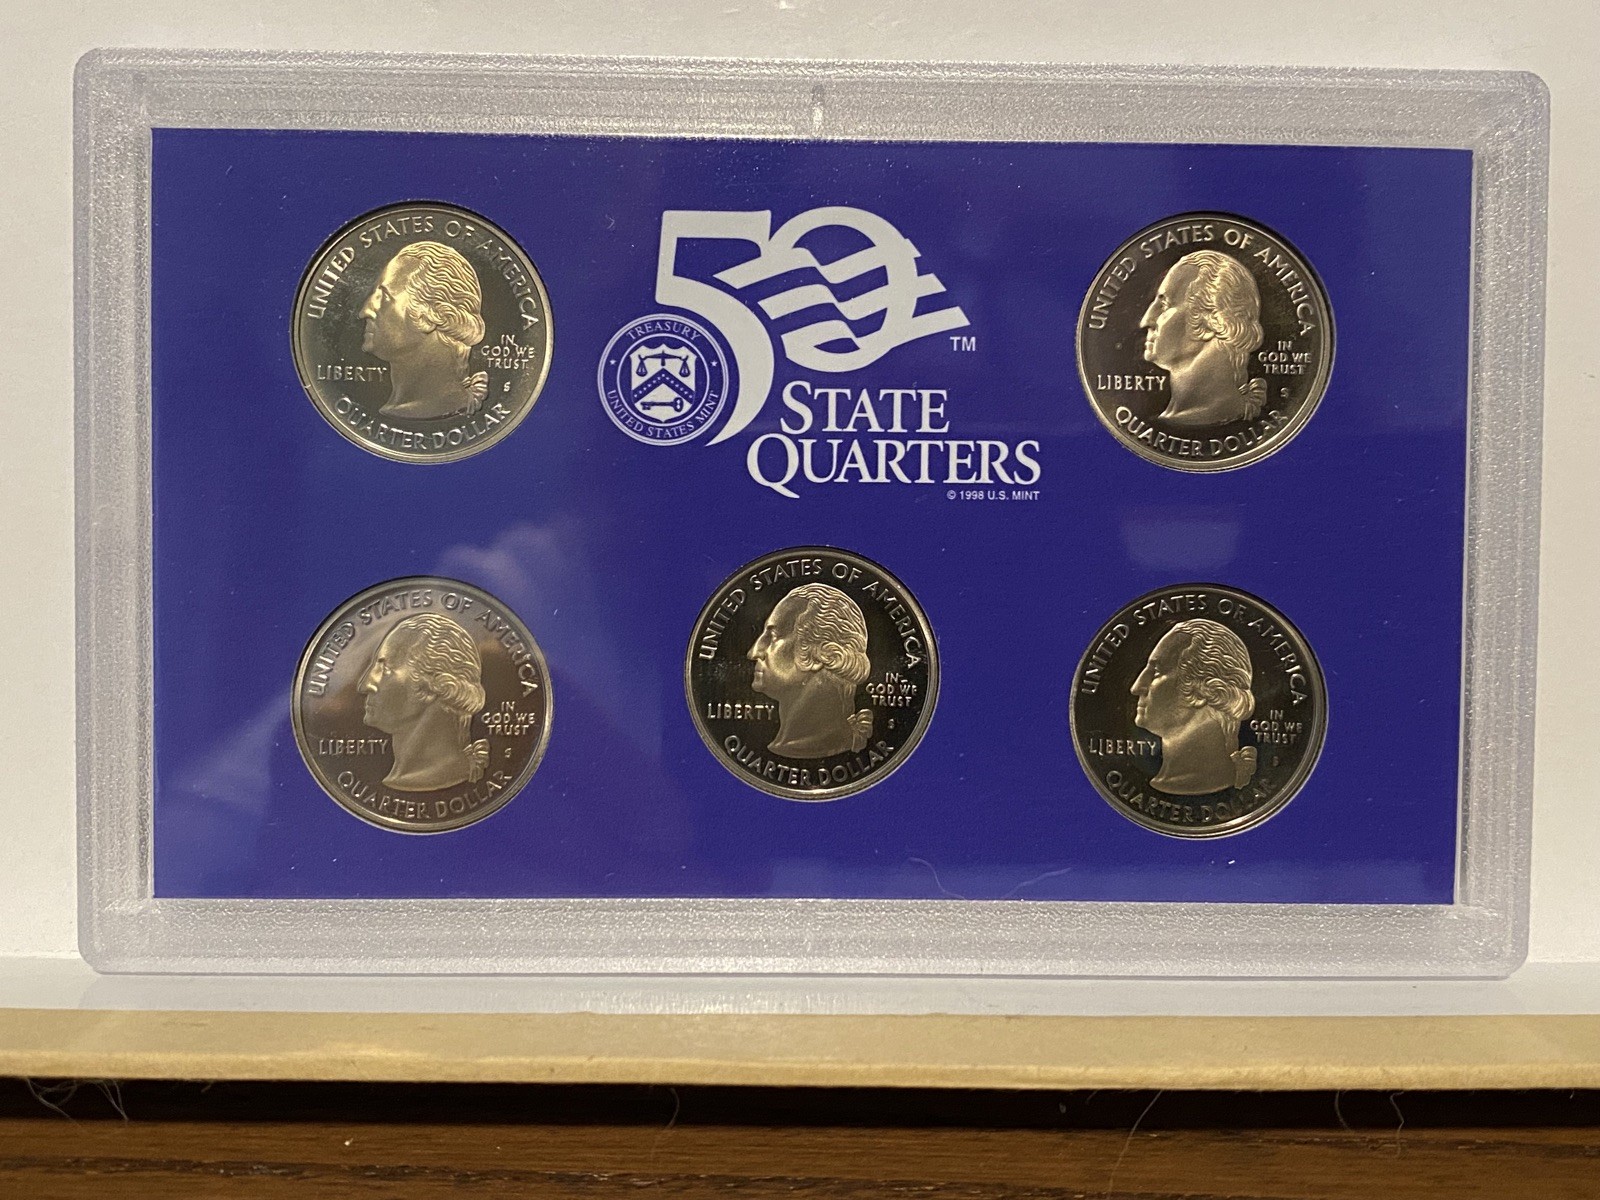 UNITED STATES OF AMERICA
LIBERTY
IN
GOD WE
TRUST
S
QUARTER DOLLAR
50
TM
TREASURY
UNITED STATES MINT
STATE
QUARTERS
© 1998 U.S. MINT
UNITED STATES OF AMERICA
LIBERTY
IN
GOD WE
TRUST
S
QUARTER DOLLAR
UNITED STATES OF AMERICA
LIBERTY
IN
GOD WE
TRUST
S
QUARTER DOLLAR
UNITED STATES OF AMERICA
LIBERTY
IN
GOD WE
TRUST
S
QUARTER DOLLAR
UNITED STATES OF AMERICA
LIBERTY
IN
GOD WE
TRUST
S
QUARTER DOLLAR